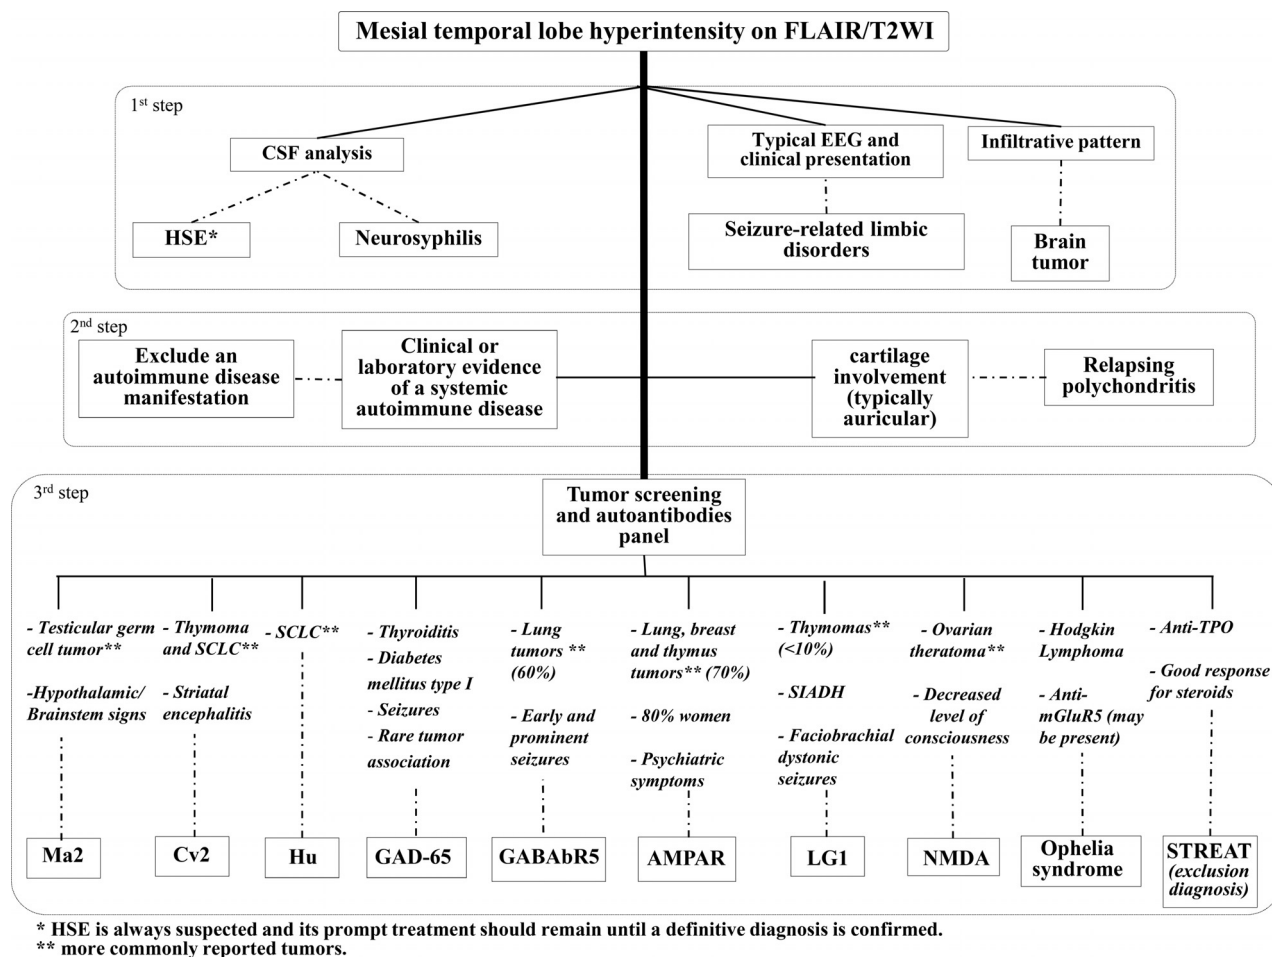 Mesial temporal lobe hyperintensity on FLAIR/T2WI
1st step
CSF analysis
Typical EEG and
clinical presentation
Infiltrative pattern
HSE*
Neurosyphilis
Seizure-related limbic
disorders
Brain
tumor
2nd step
Exclude an
autoimmune disease
manifestation
Clinical or
laboratory evidence
of a systemic
autoimmune disease
cartilage
involvement
(typically
auricular)
Relapsing
polychondritis
3rd step
Tumor screening
and autoantibodies
panel
- Testicular germ
cell tumor**
-Hypothalamic/
Brainstem signs
Ma2
- Thymoma
and SCLC**
- Striatal
encephalitis
Cv2
- SCLC**
Hu
- Thyroiditis
- Diabetes
mellitus type I
- Seizures
- Rare tumor
association
GAD-65
- Lung
tumors **
(60%)
- Early and
prominent
seizures
GABAbR5
- Lung, breast
and thymus
tumors** (70%)
- 80% women
- Psychiatric
symptoms
AMPAR
- Thymomas**
(<10%)
- SIADH
- Faciobrachial
dystonic
seizures
LG1
- Ovarian
theratoma**
- Decreased
level of
consciousness
NMDA
- Hodgkin
Lymphoma
- Anti-
mGluR5 (may
be present)
Ophelia
syndrome
- Anti-TPO
- Good response
for steroids
STREAT
(exclusion
diagnosis)
* HSE is always suspected and its prompt treatment should remain until a definitive diagnosis is confirmed.
** more commonly reported tumors.